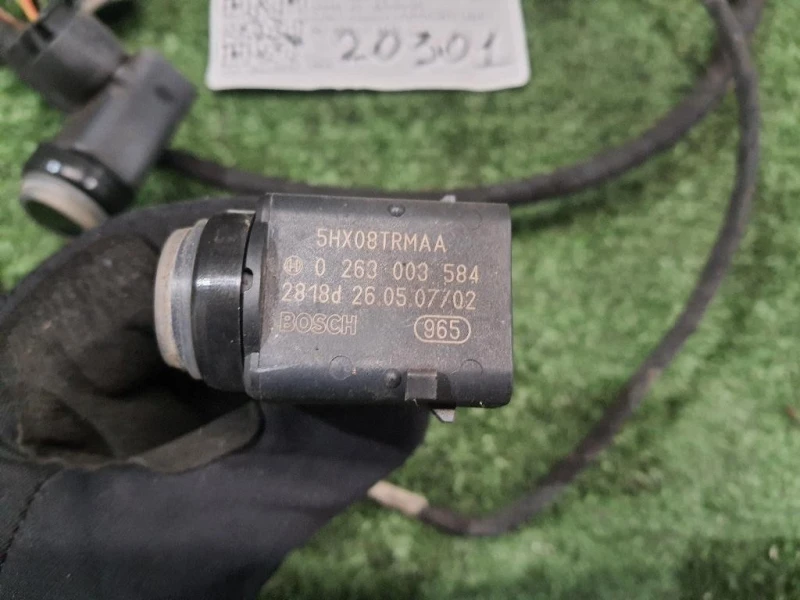 20301
5HX08TRMAA
0 263 003 584
2818d 26.05.07/02
BOSCH 965